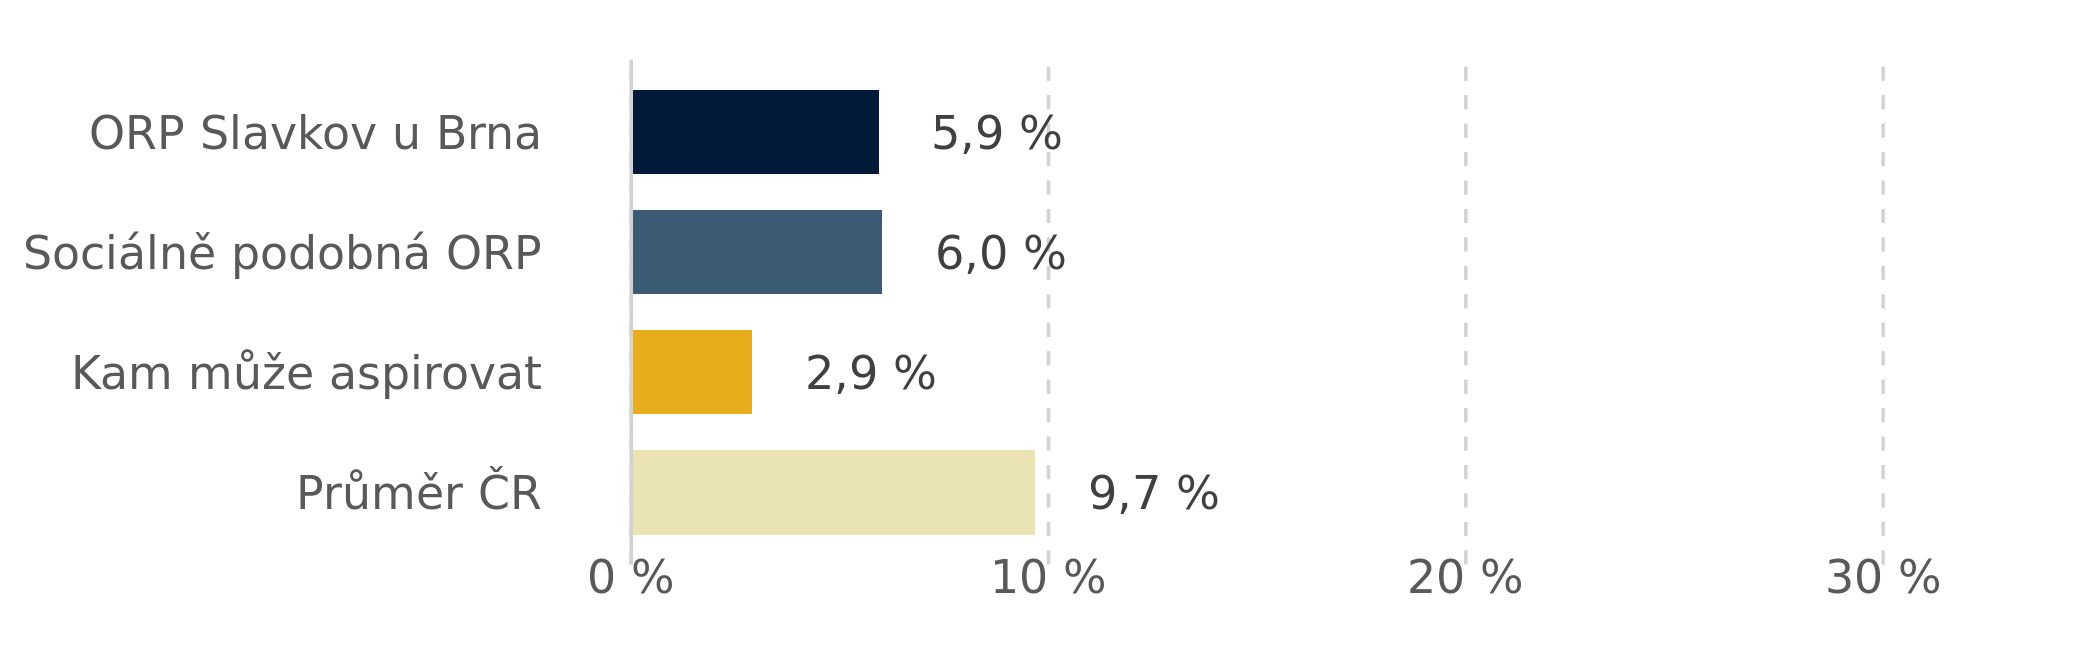 ORP Slavkov u Brna 5,9 %
Sociálně podobná ORP 6,0 %
Kam může aspirovat 2,9 %
Průměr ČR 9,7 %
0 % 10 % 20 % 30 %